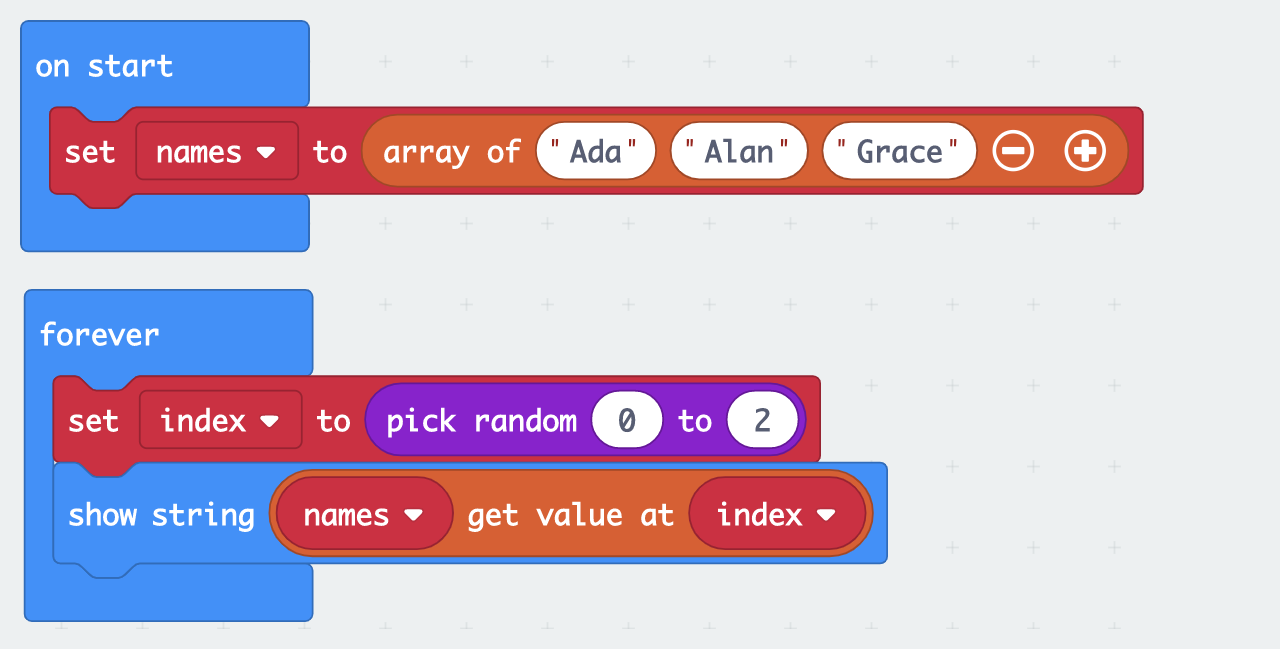 on start
set names to array of "Ada" "Alan" "Grace"
forever
set index to pick random 0 to 2
show string names get value at index